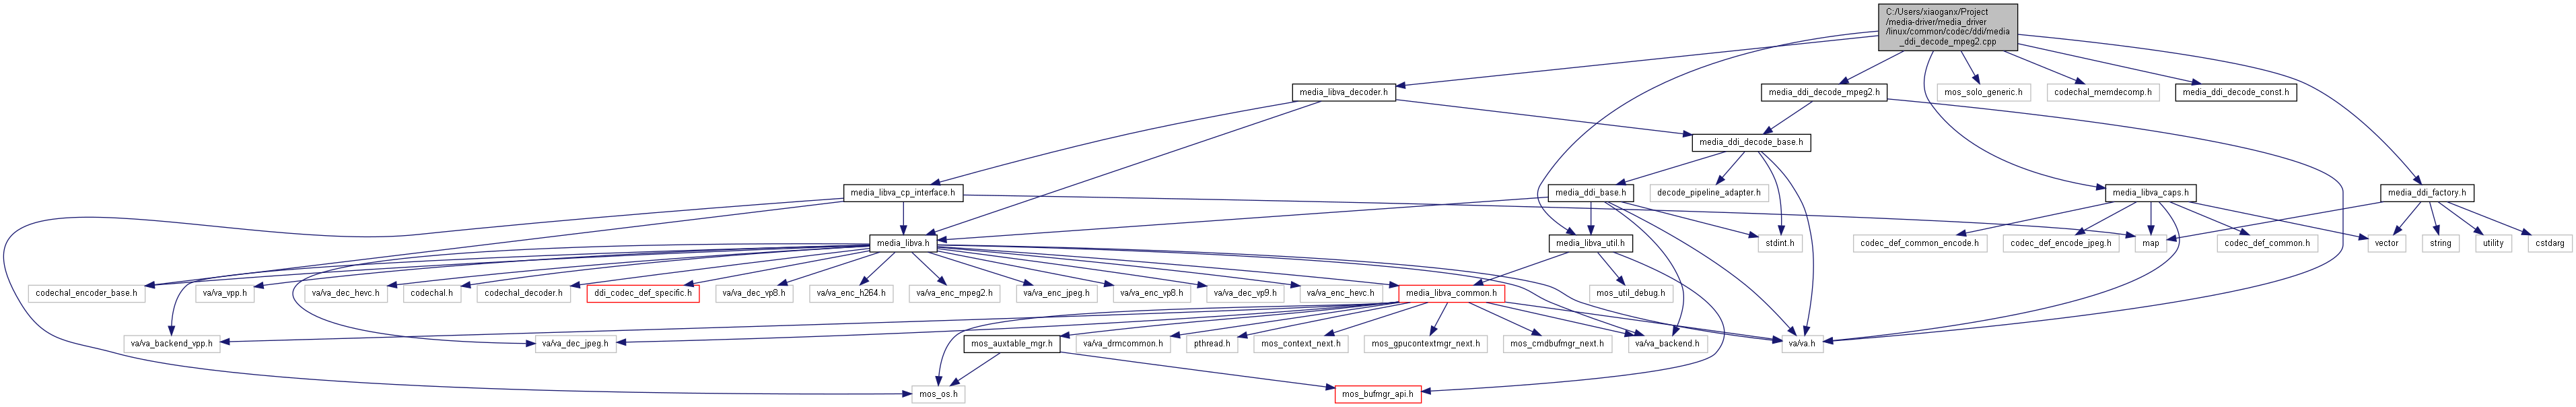 C:/Users/xiaoganx/Project
/media-driver/media_driver
/linux/common/codec/ddi/media
_ddi_decode_mpeg2.cpp
media_libva_decoder.h
media_ddi_decode_mpeg2.h
mos_solo_generic.h
codechal_memdecomp.h
media_ddi_decode_const.h
media_ddi_decode_base.h
media_libva_cp_interface.h
media_ddi_base.h
decode_pipeline_adapter.h
media_libva_caps.h
media_ddi_factory.h
media_libva.h
media_libva_util.h
stdint.h
codec_def_common_encode.h
codec_def_encode_jpeg.h
map
codec_def_common.h
vector
string
utility
cstdarg
codechal_encoder_base.h
va/va_vpp.h
va/va_dec_hevc.h
codechal.h
codechal_decoder.h
ddi_codec_def_specific.h
va/va_dec_vp8.h
va/va_enc_h264.h
va/va_enc_mpeg2.h
va/va_enc_jpeg.h
va/va_enc_vp8.h
va/va_dec_vp9.h
va/va_enc_hevc.h
media_libva_common.h
mos_util_debug.h
va/va_backend_vpp.h
va/va_dec_jpeg.h
mos_auxtable_mgr.h
va/va_drmcommon.h
pthread.h
mos_context_next.h
mos_gpucontextmgr_next.h
mos_cmdbufmgr_next.h
va/va_backend.h
va/va.h
mos_os.h
mos_bufmgr_api.h